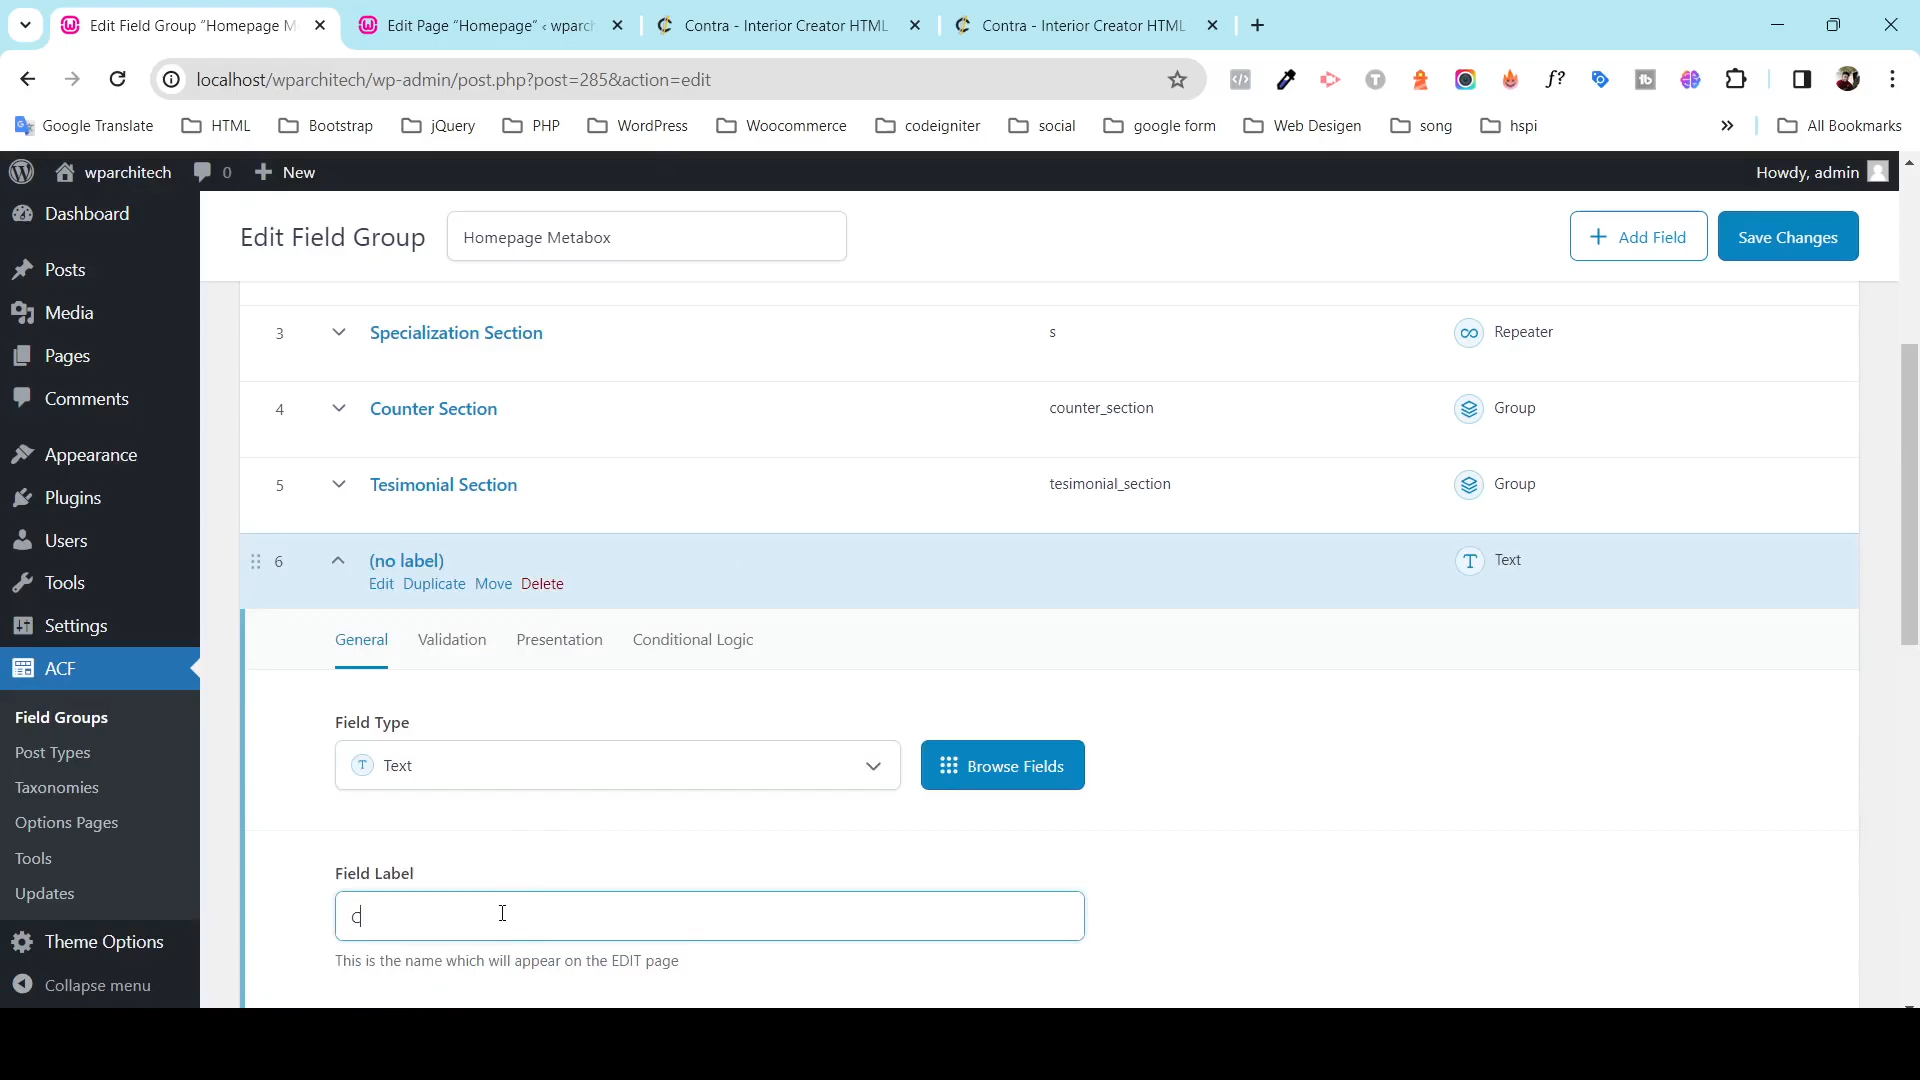 Edit Field Group “Homepage M
Edit Page “Homepage” ‹ wparc
Contra - Interior Creator HTML
Contra - Interior Creator HTML
localhost/wparchitech/wp-admin/post.php?post=285&action=edit
Google Translate
HTML
Bootstrap
jQuery
PHP
WordPress
Woocommerce
codeigniter
social
google form
Web Desigen
song
hspi
All Bookmarks
wparchitech
0
New
Howdy, admin
Dashboard
Posts
Media
Pages
Comments
Appearance
Plugins
Users
Tools
Settings
ACF
Field Groups
Post Types
Taxonomies
Options Pages
Tools
Updates
Theme Options
Collapse menu
Edit Field Group
Homepage Metabox
Add Field
Save Changes
3
Specialization Section
s
Repeater
4
Counter Section
counter_section
Group
5
Tesimonial Section
tesimonial_section
Group
6
(no label)
Text
Edit Duplicate Move Delete
General
Validation
Presentation
Conditional Logic
Field Type
Text
Browse Fields
Field Label
C
This is the name which will appear on the EDIT page